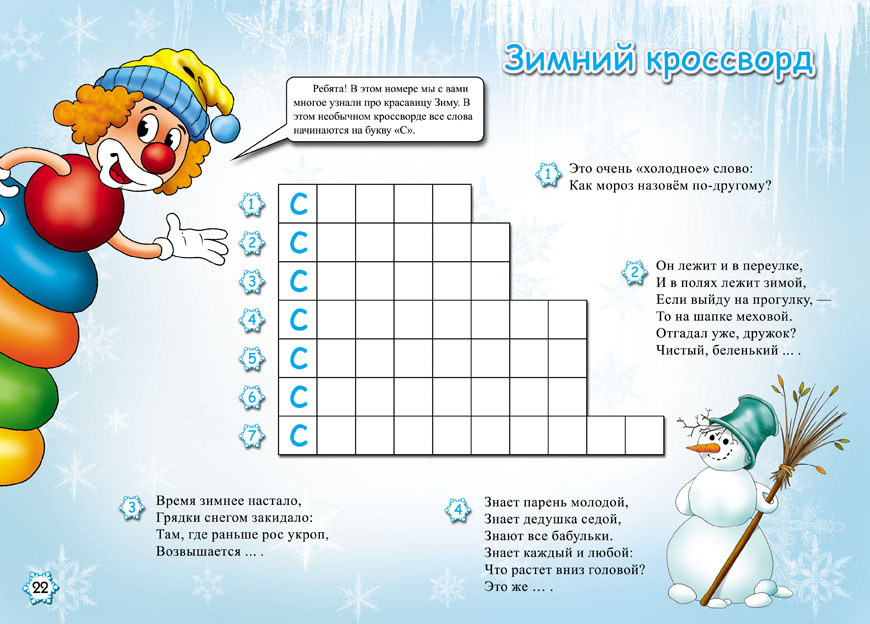 Зимний кроссворд
Ребята! В этом номере мы с вами
многое узнали про красавицу Зиму. В
этом необычном кроссворде все слова
начинаются на букву «С».
1 Это очень «холодное» слово:
Как мороз назовём по-другому?
1 С
2 С
3 С
4 С
5 С
6 С
7 С
2 Он лежит и в переулке,
И в полях лежит зимой,
Если выйду на прогулку, —
То на шапке меховой.
Отгадал уже, дружок?
Чистый, беленький ... .
3 Время зимнее настало,
Грядки снегом закидало:
Там, где раньше рос укроп,
Возвышается ... .
4 Знает парень молодой,
Знает дедушка седой,
Знают все бабульки.
Знает каждый и любой:
Что растет вниз головой?
Это же ... .
22